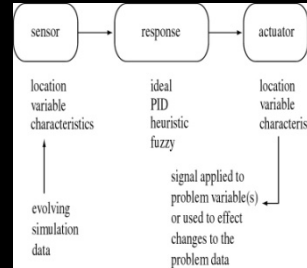 sensor response actuator
location ideal location
variable PID variable
characteristics heuristic characteris
fuzzy
signal applied to
problem variable(s)
evolving or used to effect
simulation changes to the
data problem data